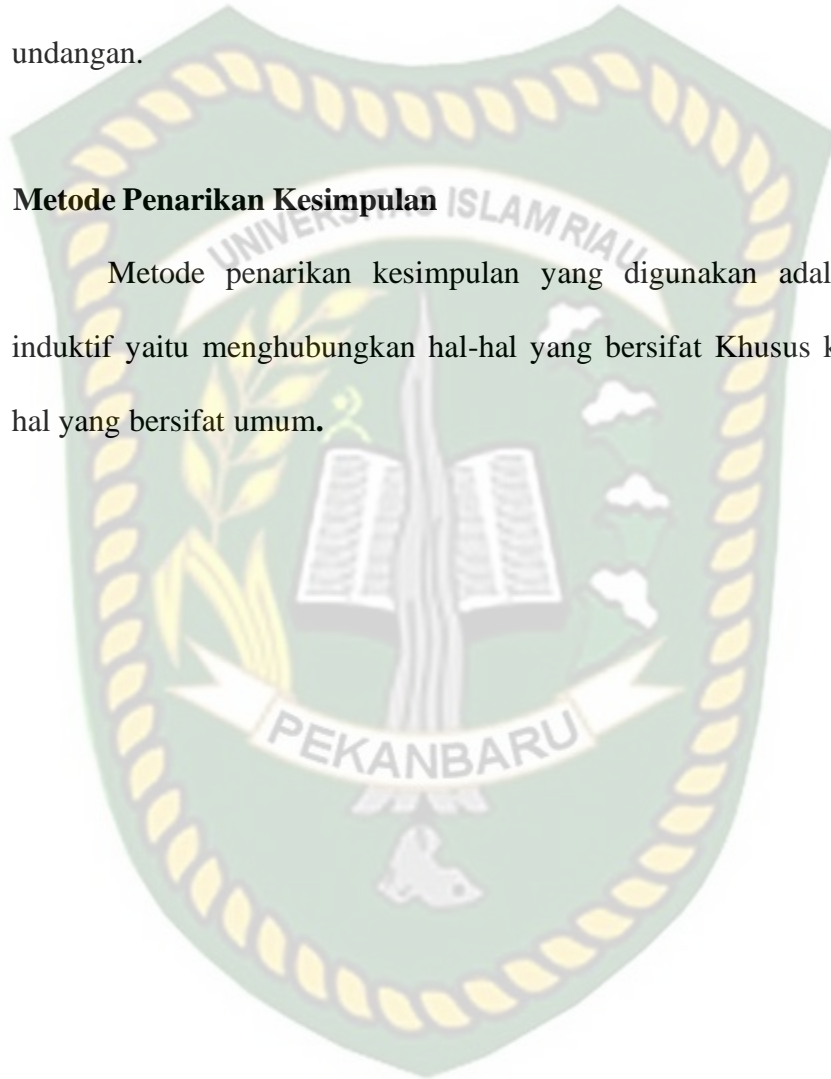 undangan.
Metode Penarikan Kesimpulan
UNIVERSITAS ISLAM RIAU
Metode penarikan kesimpulan yang digunakan adal
induktif yaitu menghubungkan hal-hal yang bersifat Khusus k
hal yang bersifat umum.
PEKANBARU